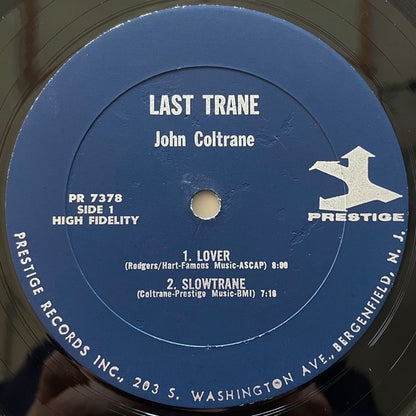 LAST TRANE
John Coltrane
PR 7378
SIDE 1
HIGH FIDELITY
PRESTIGE
1. LOVER
(Rodgers/Hart-Famous Music-ASCAP) 8:00
2. SLOWTRANE
(Coltrane-Prestige Music-BMI) 7:16
PRESTIGE RECORDS INC., 203 S. WASHINGTON AVE., BERGENFIELD, N. J.